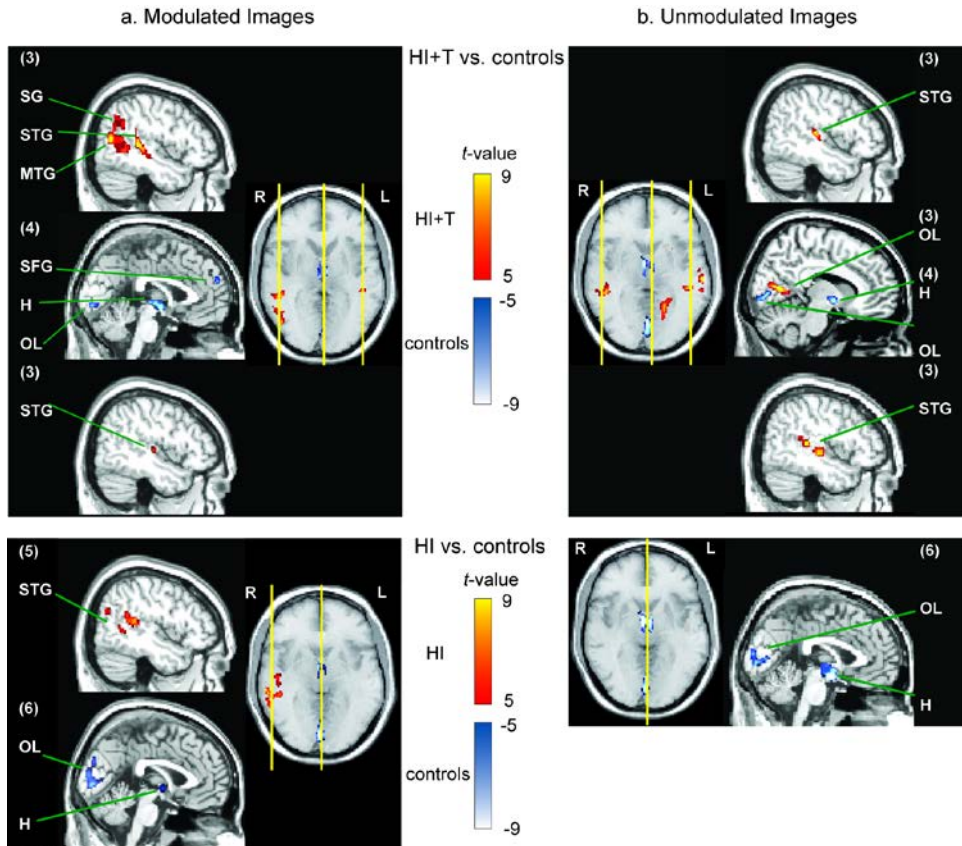 a. Modulated Images
b. Unmodulated Images
HI+T vs. controls
(3)
SG
STG
MTG
(4)
SFG
H
OL
(3)
STG
R
L
t-value
9
HI+T
5
-5
controls
-9
R
L
(3)
STG
(3)
OL
(4)
H
OL
(3)
STG
HI vs. controls
(5)
STG
(6)
OL
H
R
L
t-value
9
HI
5
-5
controls
-9
R
L
(6)
OL
H